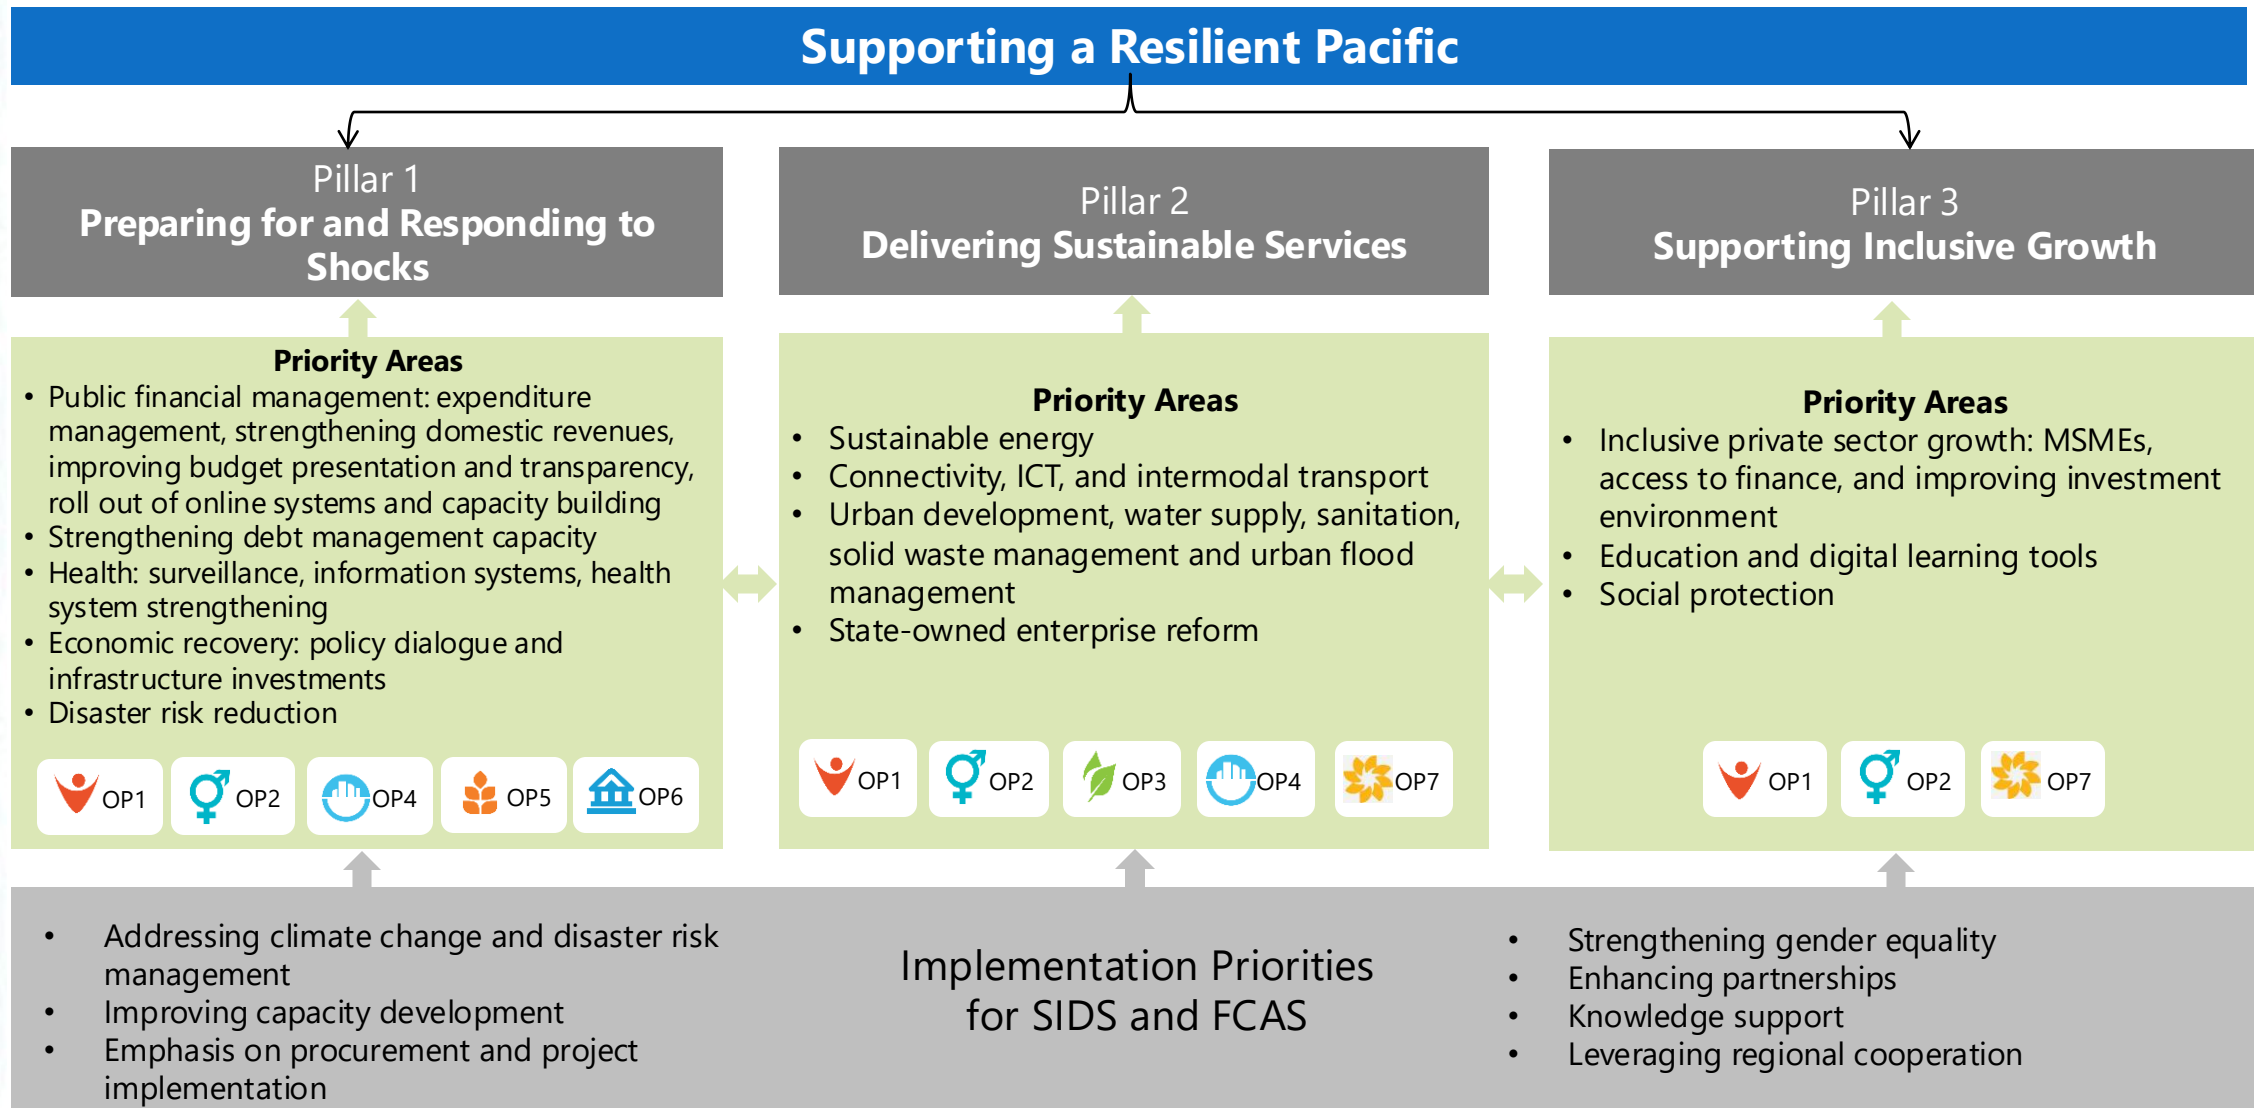 Supporting a Resilient Pacific
Pillar 1
Preparing for and Responding to
Shocks
Priority Areas
• Public financial management: expenditure
management, strengthening domestic revenues,
improving budget presentation and transparency,
roll out of online systems and capacity building
• Strengthening debt management capacity
• Health: surveillance, information systems, health
system strengthening
• Economic recovery: policy dialogue and
infrastructure investments
• Disaster risk reduction
OP1 OP2 OP4 OP5 OP6
Pillar 2
Delivering Sustainable Services
Priority Areas
• Sustainable energy
• Connectivity, ICT, and intermodal transport
• Urban development, water supply, sanitation,
solid waste management and urban flood
management
• State-owned enterprise reform
OP1 OP2 OP3 OP4 OP7
Pillar 3
Supporting Inclusive Growth
Priority Areas
• Inclusive private sector growth: MSMEs,
access to finance, and improving investment
environment
• Education and digital learning tools
• Social protection
OP1 OP2 OP7
• Addressing climate change and disaster risk
management
• Improving capacity development
• Emphasis on procurement and project
implementation
Implementation Priorities
for SIDS and FCAS
• Strengthening gender equality
• Enhancing partnerships
• Knowledge support
• Leveraging regional cooperation